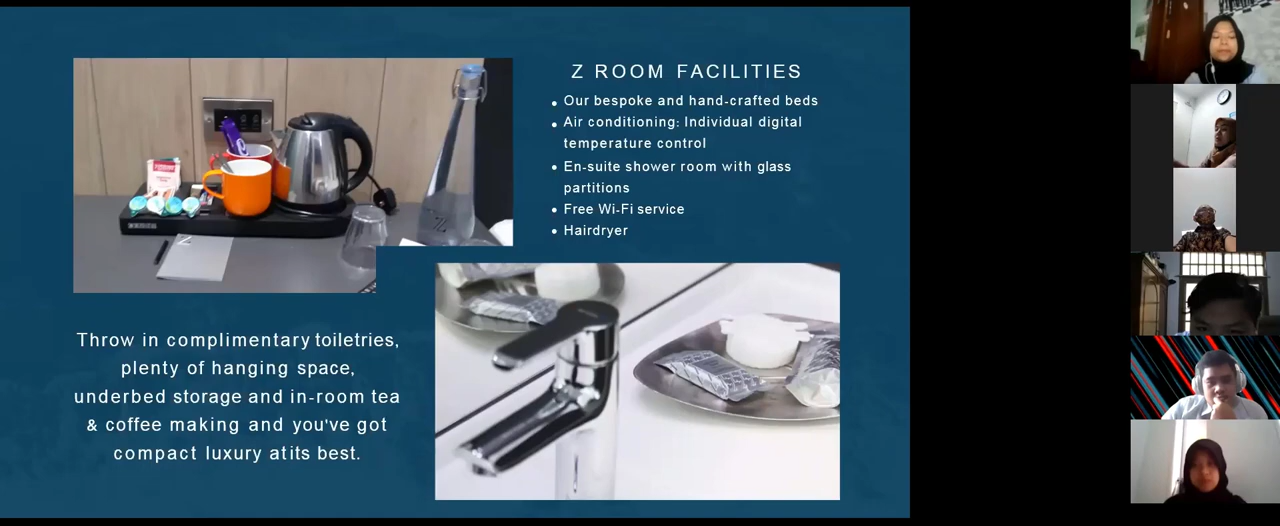 Z ROOM FACILITIES
• Our bespoke and hand-crafted beds
• Air conditioning: Individual digital
temperature control
• En-suite shower room with glass
partitions
• Free Wi-Fi service
• Hairdryer
Z
Z
Throw in complimentary toiletries,
plenty of hanging space,
underbed storage and in-room tea
& coffee making and you've got
compact luxury atits best.